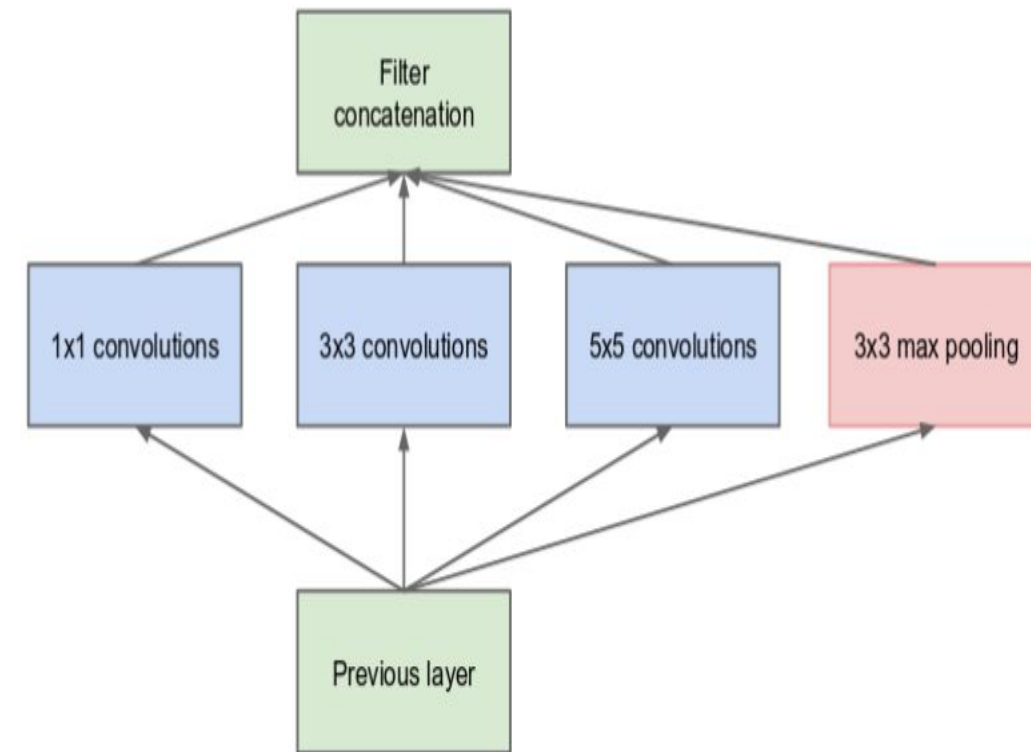 Filter
concatenation
1x1 convolutions
3x3 convolutions
5x5 convolutions
3x3 max pooling
Previous layer